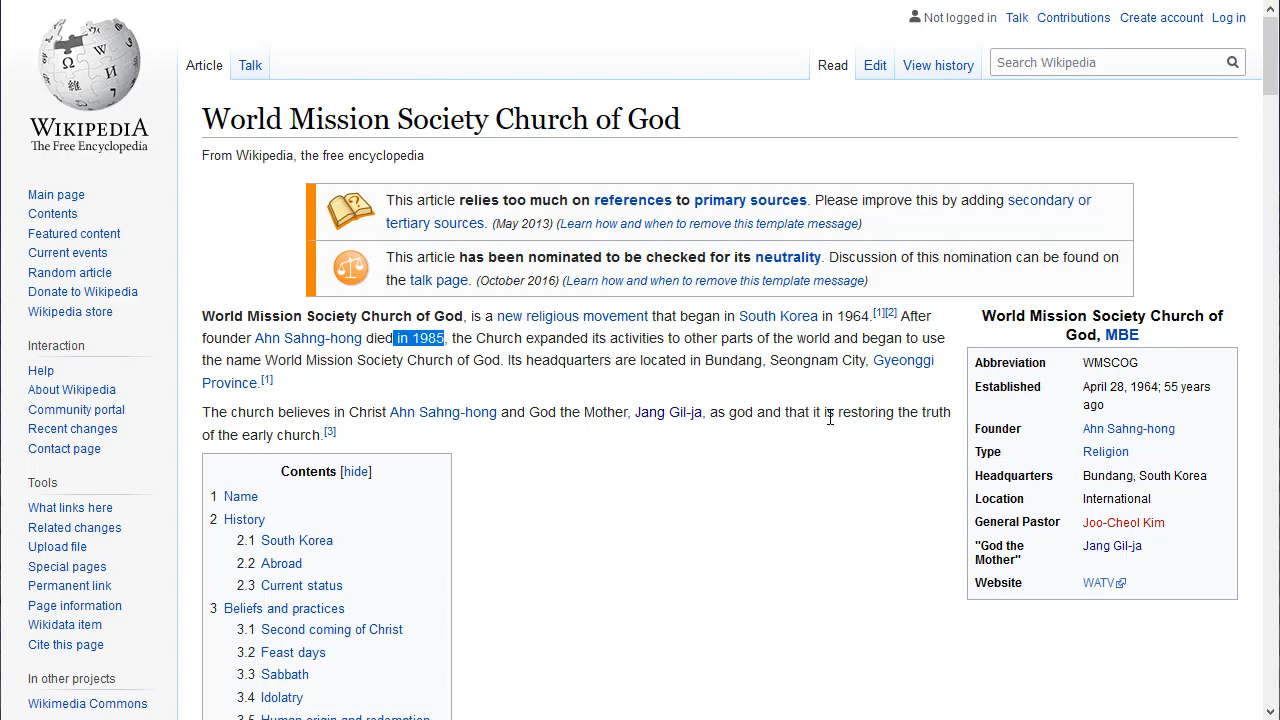 Not logged in Talk Contributions Create account Log in
Article Talk Read Edit View history Search Wikipedia
WIKIPEDIA
The Free Encyclopedia
Main page
Contents
Featured content
Current events
Random article
Donate to Wikipedia
Wikipedia store
Interaction
Help
About Wikipedia
Community portal
Recent changes
Contact page
Tools
What links here
Related changes
Upload file
Special pages
Permanent link
Page information
Wikidata item
Cite this page
In other projects
Wikimedia Commons
World Mission Society Church of God
From Wikipedia, the free encyclopedia
This article relies too much on references to primary sources. Please improve this by adding secondary or
tertiary sources. (May 2013) (Learn how and when to remove this template message)
This article has been nominated to be checked for its neutrality. Discussion of this nomination can be found on
the talk page. (October 2016) (Learn how and when to remove this template message)
World Mission Society Church of God, is a new religious movement that began in South Korea in 1964.[1][2] After
founder Ahn Sahng-hong died in 1985, the Church expanded its activities to other parts of the world and began to use
the name World Mission Society Church of God. Its headquarters are located in Bundang, Seongnam City, Gyeonggi
Province.[1]
The church believes in Christ Ahn Sahng-hong and God the Mother, Jang Gil-ja, as god and that it is restoring the truth
of the early church.[3]
Contents [hide]
1 Name
2 History
2.1 South Korea
2.2 Abroad
2.3 Current status
3 Beliefs and practices
3.1 Second coming of Christ
3.2 Feast days
3.3 Sabbath
3.4 Idolatry
3.5 Human origin and redemption
World Mission Society Church of
God, MBE
Abbreviation WMSCOG
Established April 28, 1964; 55 years
ago
Founder Ahn Sahng-hong
Type Religion
Headquarters Bundang, South Korea
Location International
General Pastor Joo-Cheol Kim
"God the Jang Gil-ja
Mother"
Website WATV